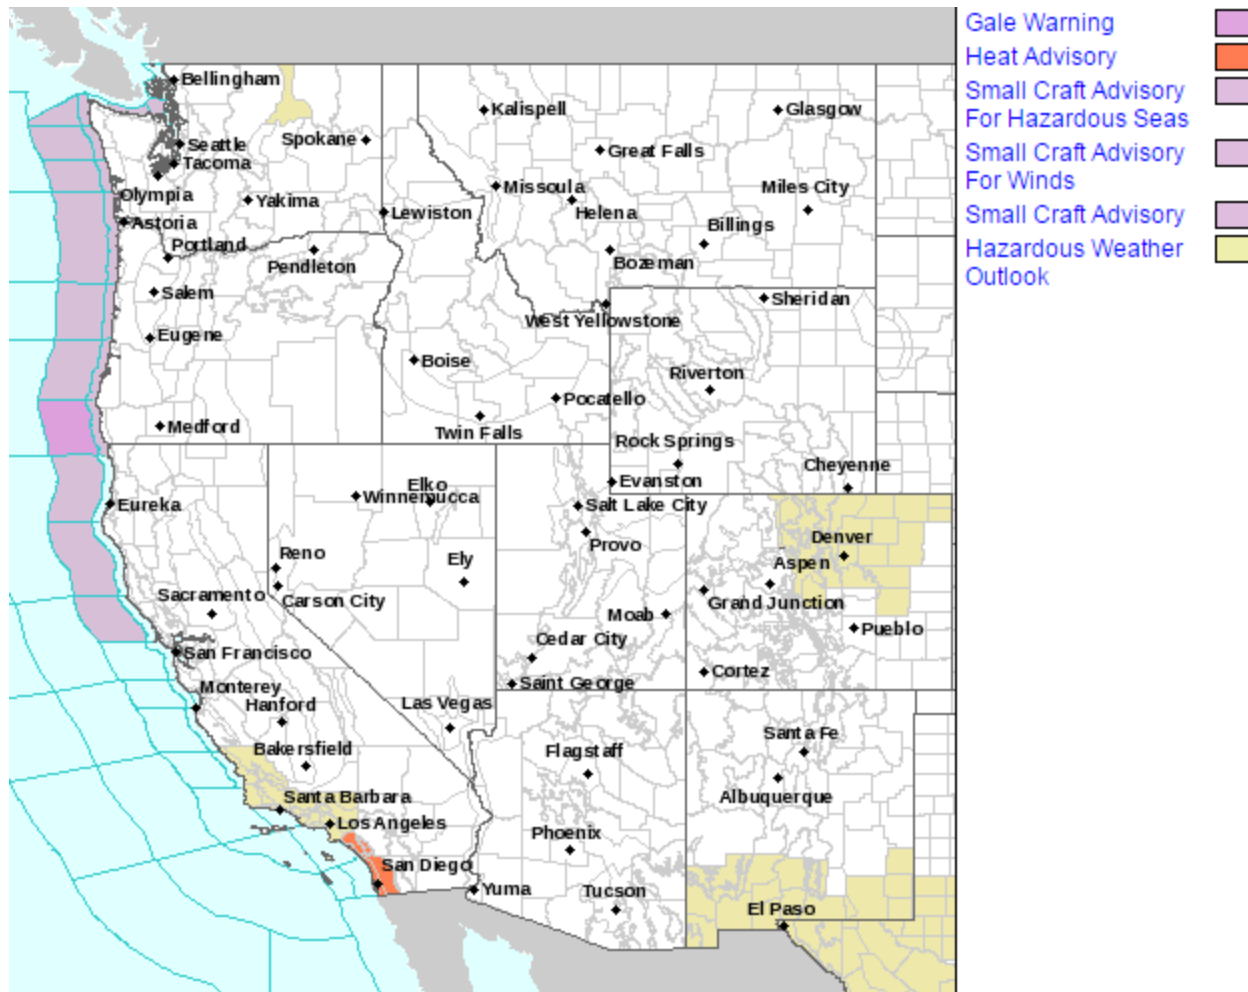 Gale Warning
Heat Advisory
Small Craft Advisory
For Hazardous Seas
Small Craft Advisory
For Winds
Small Craft Advisory
Hazardous Weather
Outlook
Bellingham
Kalispell
Glasgow
Spokane
Seattle
Great Falls
Tacoma
Missoula
Miles City
Olympia
Yakima
Lewiston
Helena
Astoria
Billings
Portland
Pendleton
Bozeman
Salem
Sheridan
West Yellowstone
Eugene
Boise
Riverton
Pocatello
Medford
Twin Falls
Rock Springs
Cheyenne
Elko
Evanston
Winnemucca
Eureka
Salt Lake City
Denver
Provo
Reno
Ely
Aspen
Sacramento
Carson City
Grand Junction
Moab
Pueblo
Cedar City
San Francisco
Cortez
Saint George
Monterey
Hanford
Las Vegas
Santa Fe
Bakersfield
Flagstaff
Santa Barbara
Albuquerque
Los Angeles
Phoenix
San Diego
Yuma
Tucson
El Paso